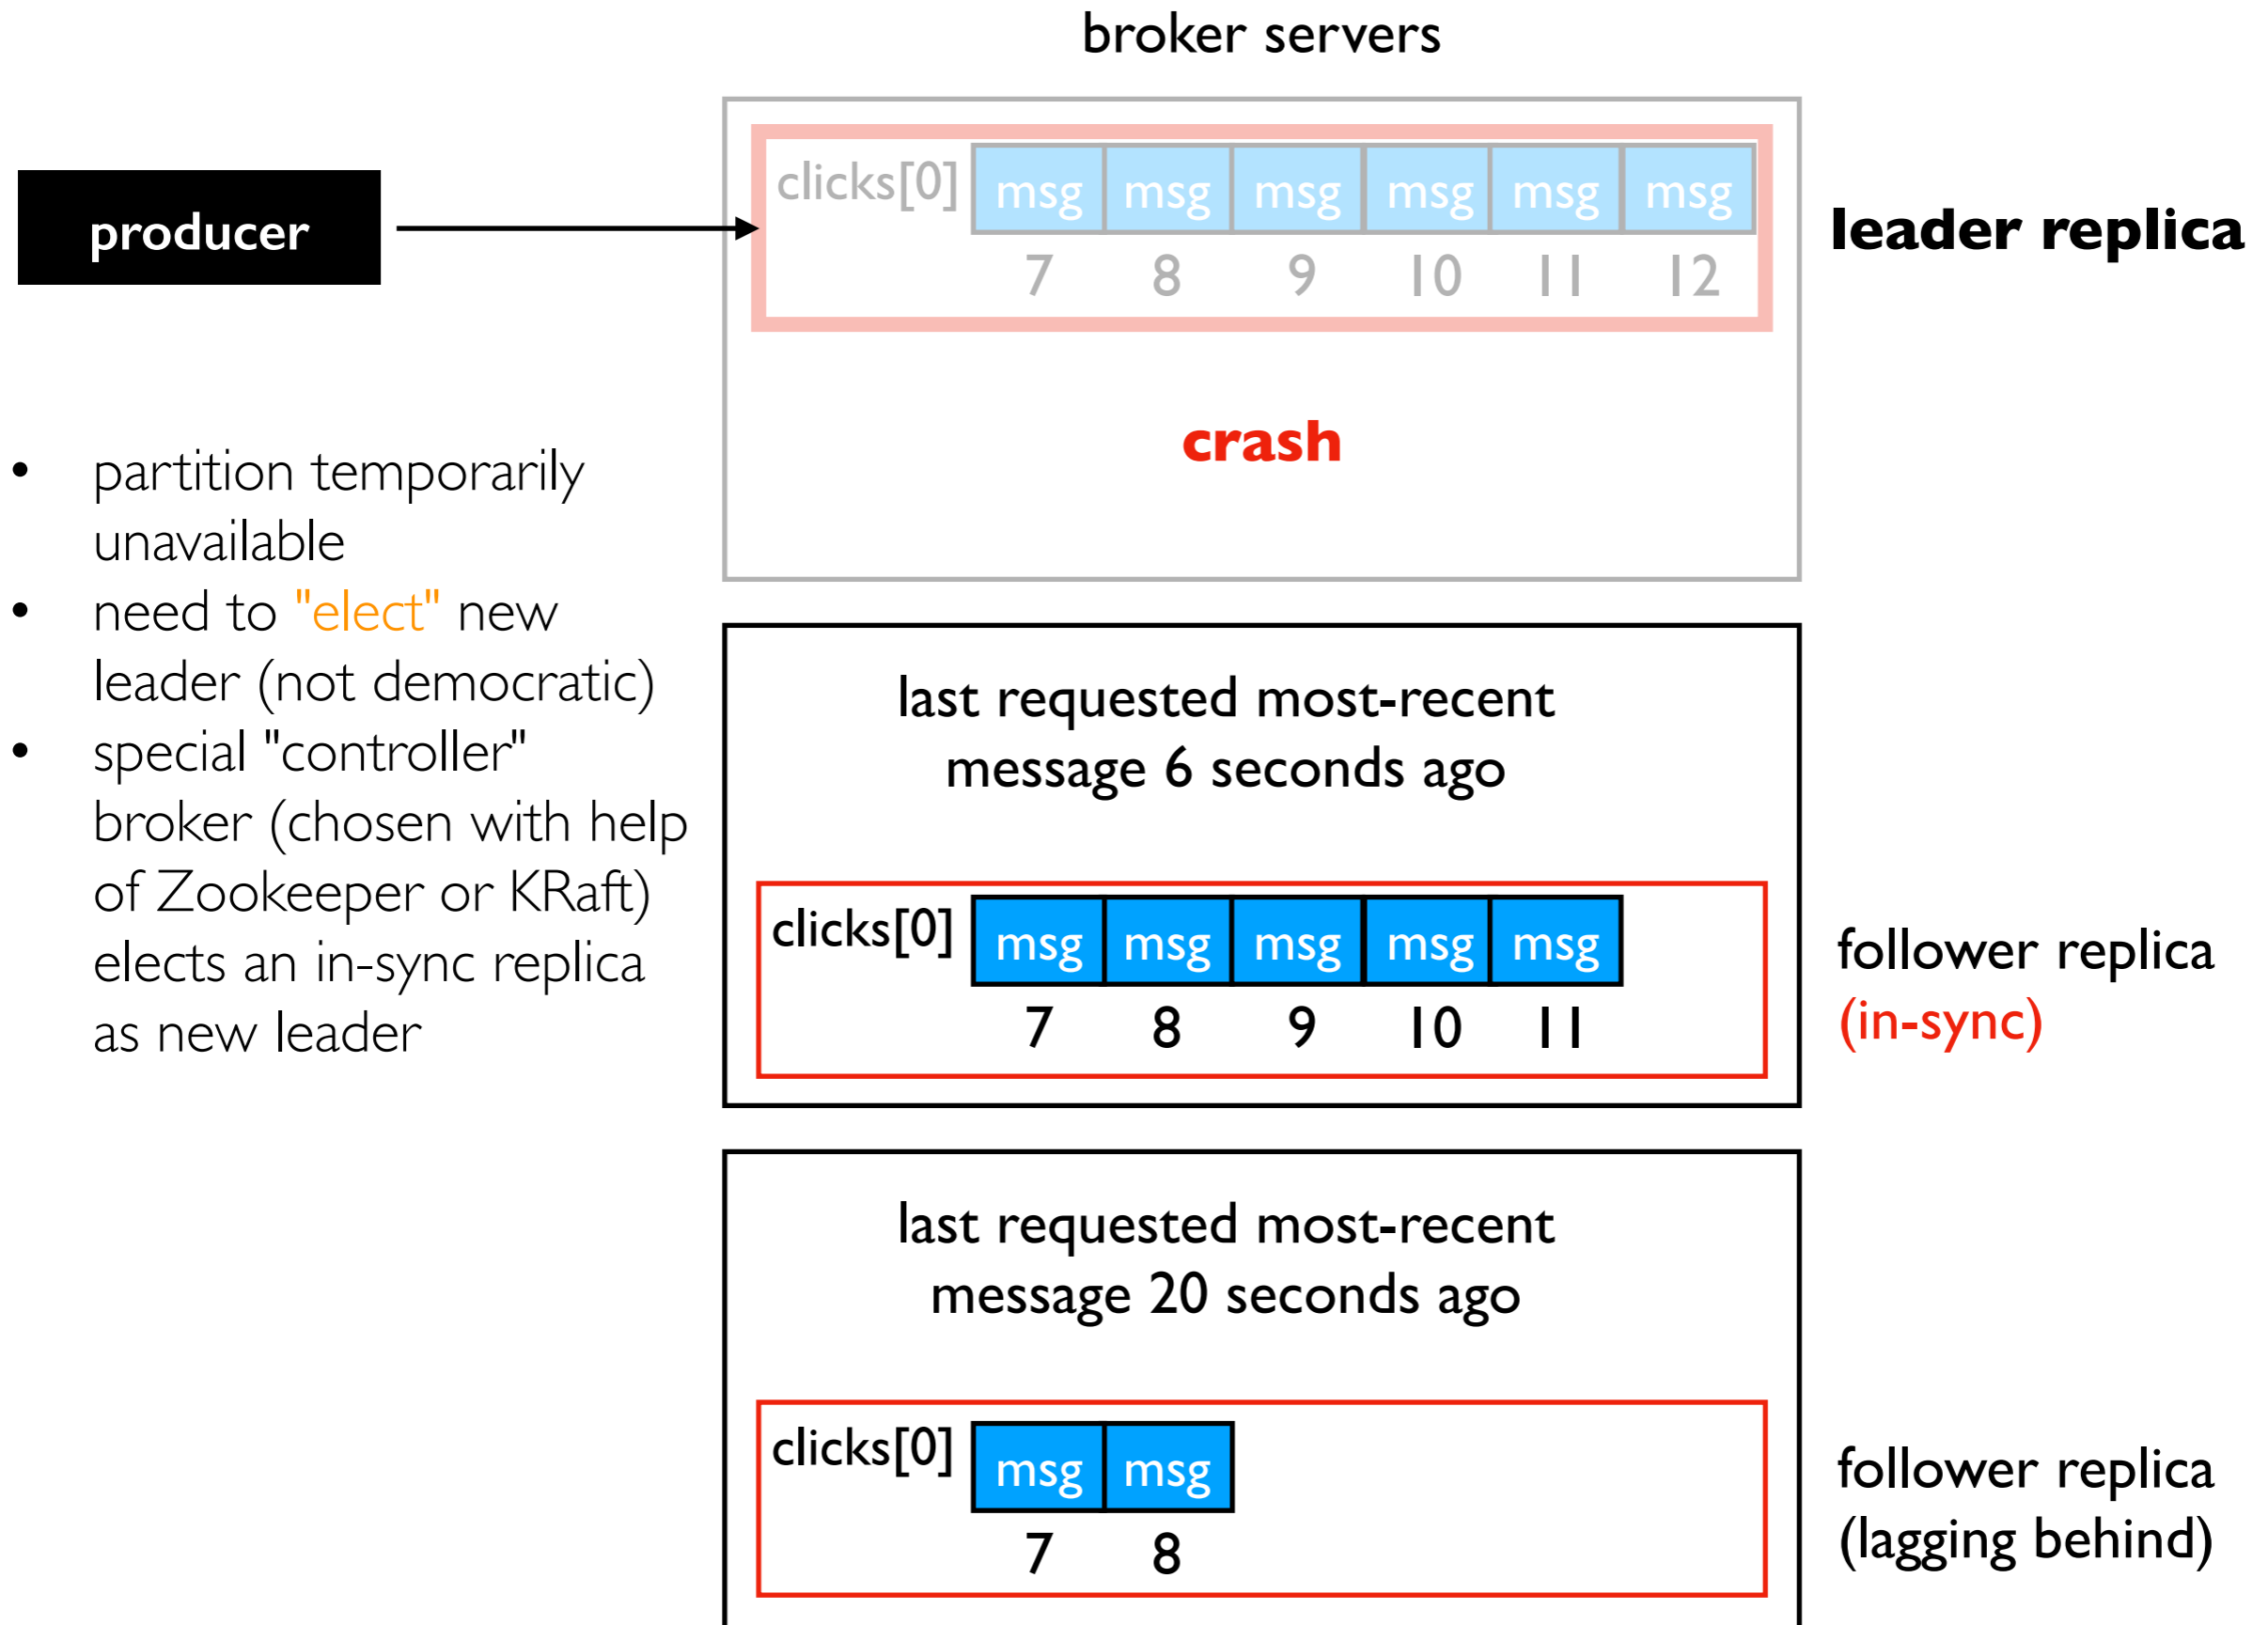 broker servers
producer
clicks[0] msg msg msg msg msg msg
7 8 9 10 11 12
leader replica
crash
• partition temporarily
unavailable
• need to "elect" new
leader (not democratic)
• special "controller"
broker (chosen with help
of Zookeeper or KRaft)
elects an in-sync replica
as new leader
last requested most-recent
message 6 seconds ago
clicks[0] msg msg msg msg msg
7 8 9 10 11
follower replica
(in-sync)
last requested most-recent
message 20 seconds ago
clicks[0] msg msg
7 8
follower replica
(lagging behind)